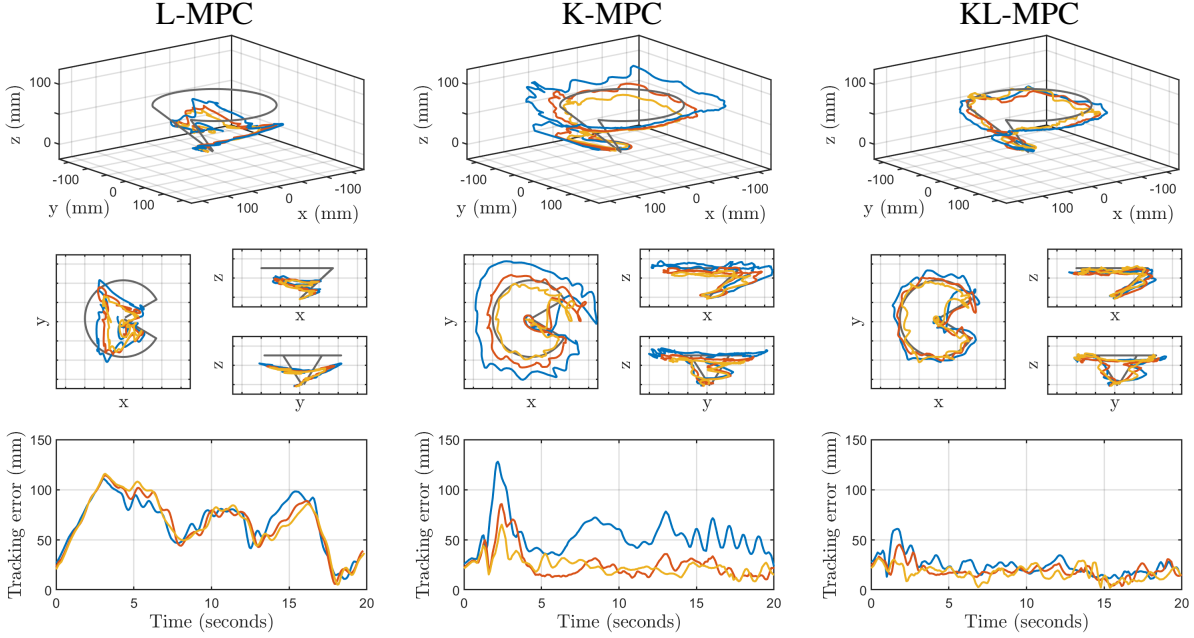 L-MPC K-MPC KL-MPC
100
0
z (mm)
-100
0
100
y (mm)
-100
0
100
x (mm)
100
0
z (mm)
-100
0
100
y (mm)
-100
0
100
x (mm)
100
0
z (mm)
-100
0
100
y (mm)
-100
0
100
x (mm)
y
x
z
x
z
y
y
x
z
x
z
y
y
x
z
x
z
y
Tracking error (mm)
150
100
50
0
0 5 10 15 20
Time (seconds)
Tracking error (mm)
150
100
50
0
0 5 10 15 20
Time (seconds)
Tracking error (mm)
150
100
50
0
0 5 10 15 20
Time (seconds)